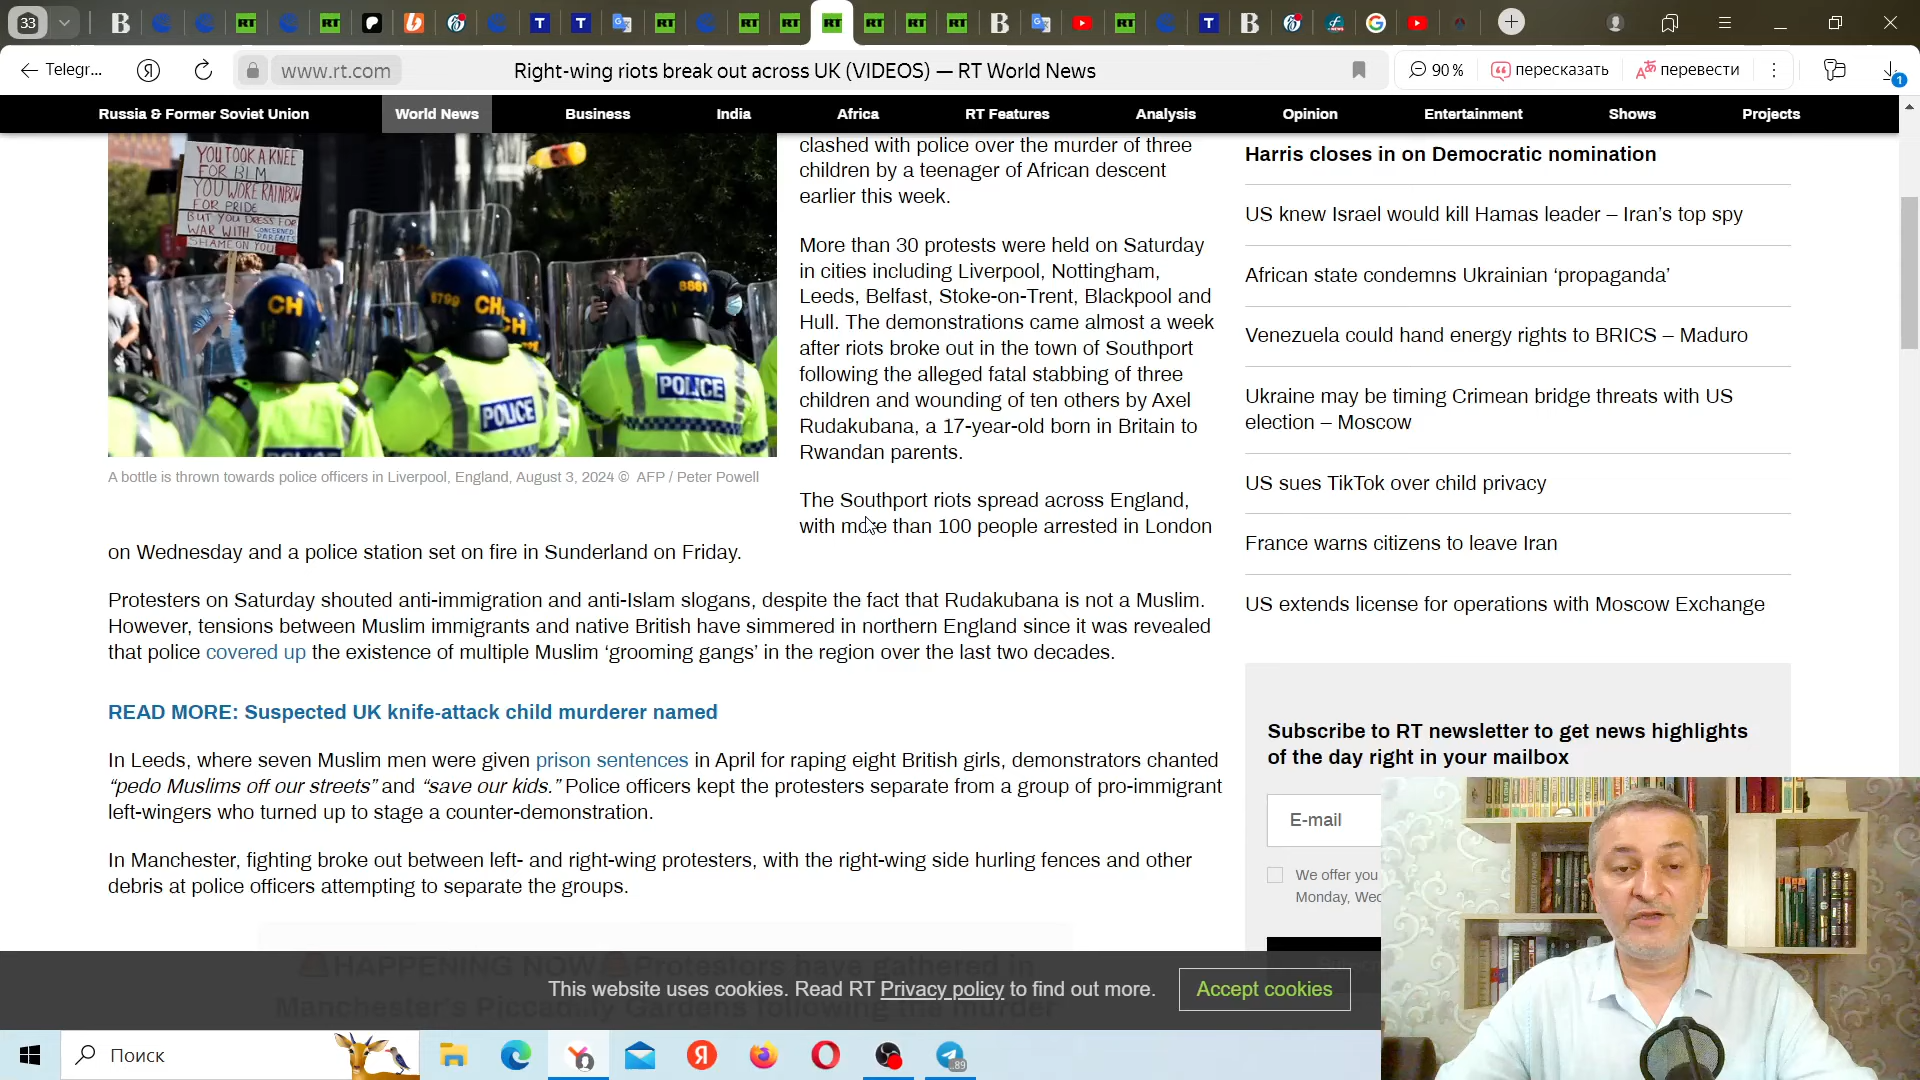 33
Telegr...
www.rt.com
Right-wing riots break out across UK (VIDEOS) — RT World News
90 %
пересказать
перевести
1
Russia & Former Soviet Union
World News
Business
India
Africa
RT Features
Analysis
Opinion
Entertainment
Shows
Projects
YOU TOOK A KNEE
FOR BLM
YOU WORE RAINBOW
FOR PRIDE
BUT YOU DRESS FOR
WAR WITH CONCERNED PARENTS
SHAME ON YOU
CH
6799 CH
CH
8861
POLICE
POLICE
POLICE
A bottle is thrown towards police officers in Liverpool, England, August 3, 2024 © AFP / Peter Powell
clashed with police over the murder of three
children by a teenager of African descent
earlier this week.
More than 30 protests were held on Saturday
in cities including Liverpool, Nottingham,
Leeds, Belfast, Stoke-on-Trent, Blackpool and
Hull. The demonstrations came almost a week
after riots broke out in the town of Southport
following the alleged fatal stabbing of three
children and wounding of ten others by Axel
Rudakubana, a 17-year-old born in Britain to
Rwandan parents.
The Southport riots spread across England,
with more than 100 people arrested in London
on Wednesday and a police station set on fire in Sunderland on Friday.
Protesters on Saturday shouted anti-immigration and anti-Islam slogans, despite the fact that Rudakubana is not a Muslim.
However, tensions between Muslim immigrants and native British have simmered in northern England since it was revealed
that police covered up the existence of multiple Muslim ‘grooming gangs’ in the region over the last two decades.
READ MORE: Suspected UK knife-attack child murderer named
In Leeds, where seven Muslim men were given prison sentences in April for raping eight British girls, demonstrators chanted
“pedo Muslims off our streets” and “save our kids.” Police officers kept the protesters separate from a group of pro-immigrant
left-wingers who turned up to stage a counter-demonstration.
In Manchester, fighting broke out between left- and right-wing protesters, with the right-wing side hurling fences and other
debris at police officers attempting to separate the groups.
HAPPENING NOW Protestors have gathered in
Manchester's Piccadilly Gardens following the murder
Harris closes in on Democratic nomination
US knew Israel would kill Hamas leader – Iran’s top spy
African state condemns Ukrainian ‘propaganda’
Venezuela could hand energy rights to BRICS – Maduro
Ukraine may be timing Crimean bridge threats with US
election – Moscow
US sues TikTok over child privacy
France warns citizens to leave Iran
US extends license for operations with Moscow Exchange
Subscribe to RT newsletter to get news highlights
of the day right in your mailbox
E-mail
We offer you
Monday, Wed
This website uses cookies. Read RT Privacy policy to find out more.
Accept cookies
Поиск
89